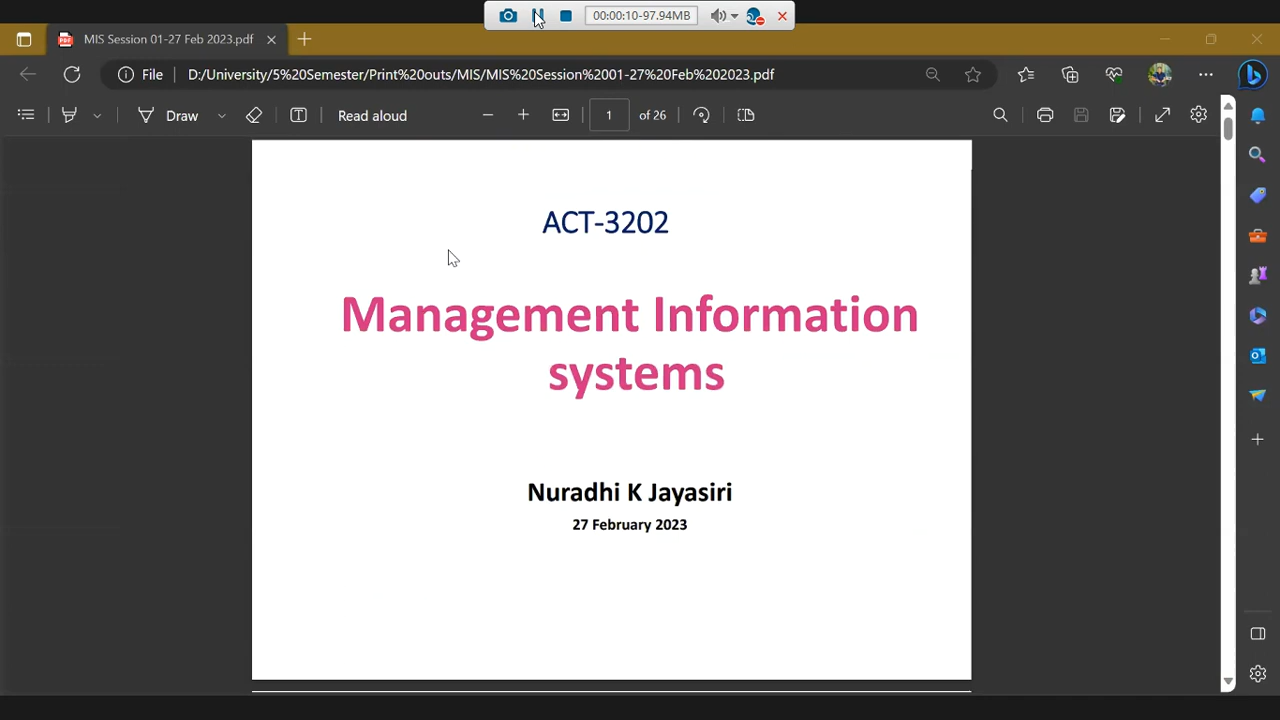 00:00:10-97.94MB
MIS Session 01-27 Feb 2023.pdf
File
D:/University/5%20Semester/Print%20outs/MIS/MIS%20Session%2001-27%20Feb%202023.pdf
Draw
Read aloud
1
of 26
ACT-3202
Management Information
systems
Nuradhi K Jayasiri
27 February 2023